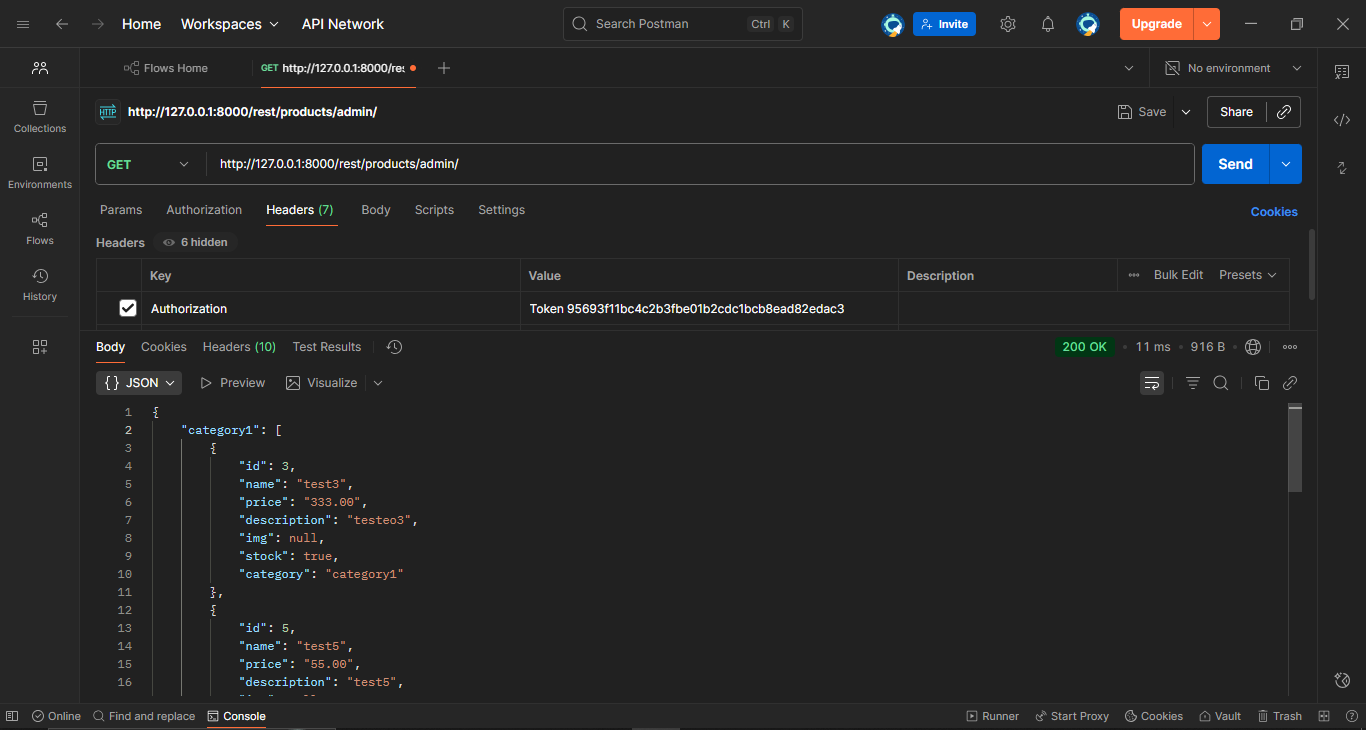 Home Workspaces API Network Search Postman Ctrl K Invite Upgrade
Flows Home GET http://127.0.0.1:8000/re: No environment
HTTP http://127.0.0.1:8000/rest/products/admin/ Save Share
Collections
GET http://127.0.0.1:8000/rest/products/admin/ Send
Environments
Params Authorization Headers (7) Body Scripts Settings Cookies
Flows
Headers 6 hidden
Key Value Description Bulk Edit Presets
History
Authorization Token 95693f11bc4c2b3fbe01b2cdc1bcb8ead82edac3
Body Cookies Headers (10) Test Results 200 OK • 11 ms • 916 B
{} JSON Preview Visualize
1 {
2 "category1": [
3 {
4 "id": 3,
5 "name": "test3",
6 "price": "333.00",
7 "description": "testeo3",
8 "img": null,
9 "stock": true,
10 "category": "category1"
11 },
12 {
13 "id": 5,
14 "name": "test5",
15 "price": "55.00",
16 "description": "test5",
Online Find and replace Console Runner Start Proxy Cookies Vault Trash